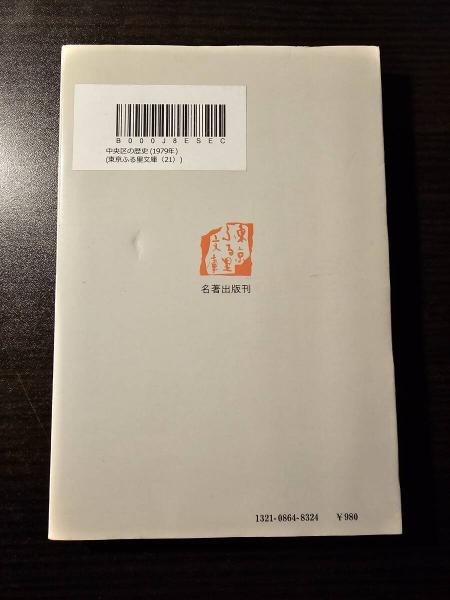 B000J8ESEC
中央区の歴史 (1979年)
(東京ふる里文庫〈21〉)
東京
ふる里
文庫
名著出版刊
1321-0864-8324 ¥980